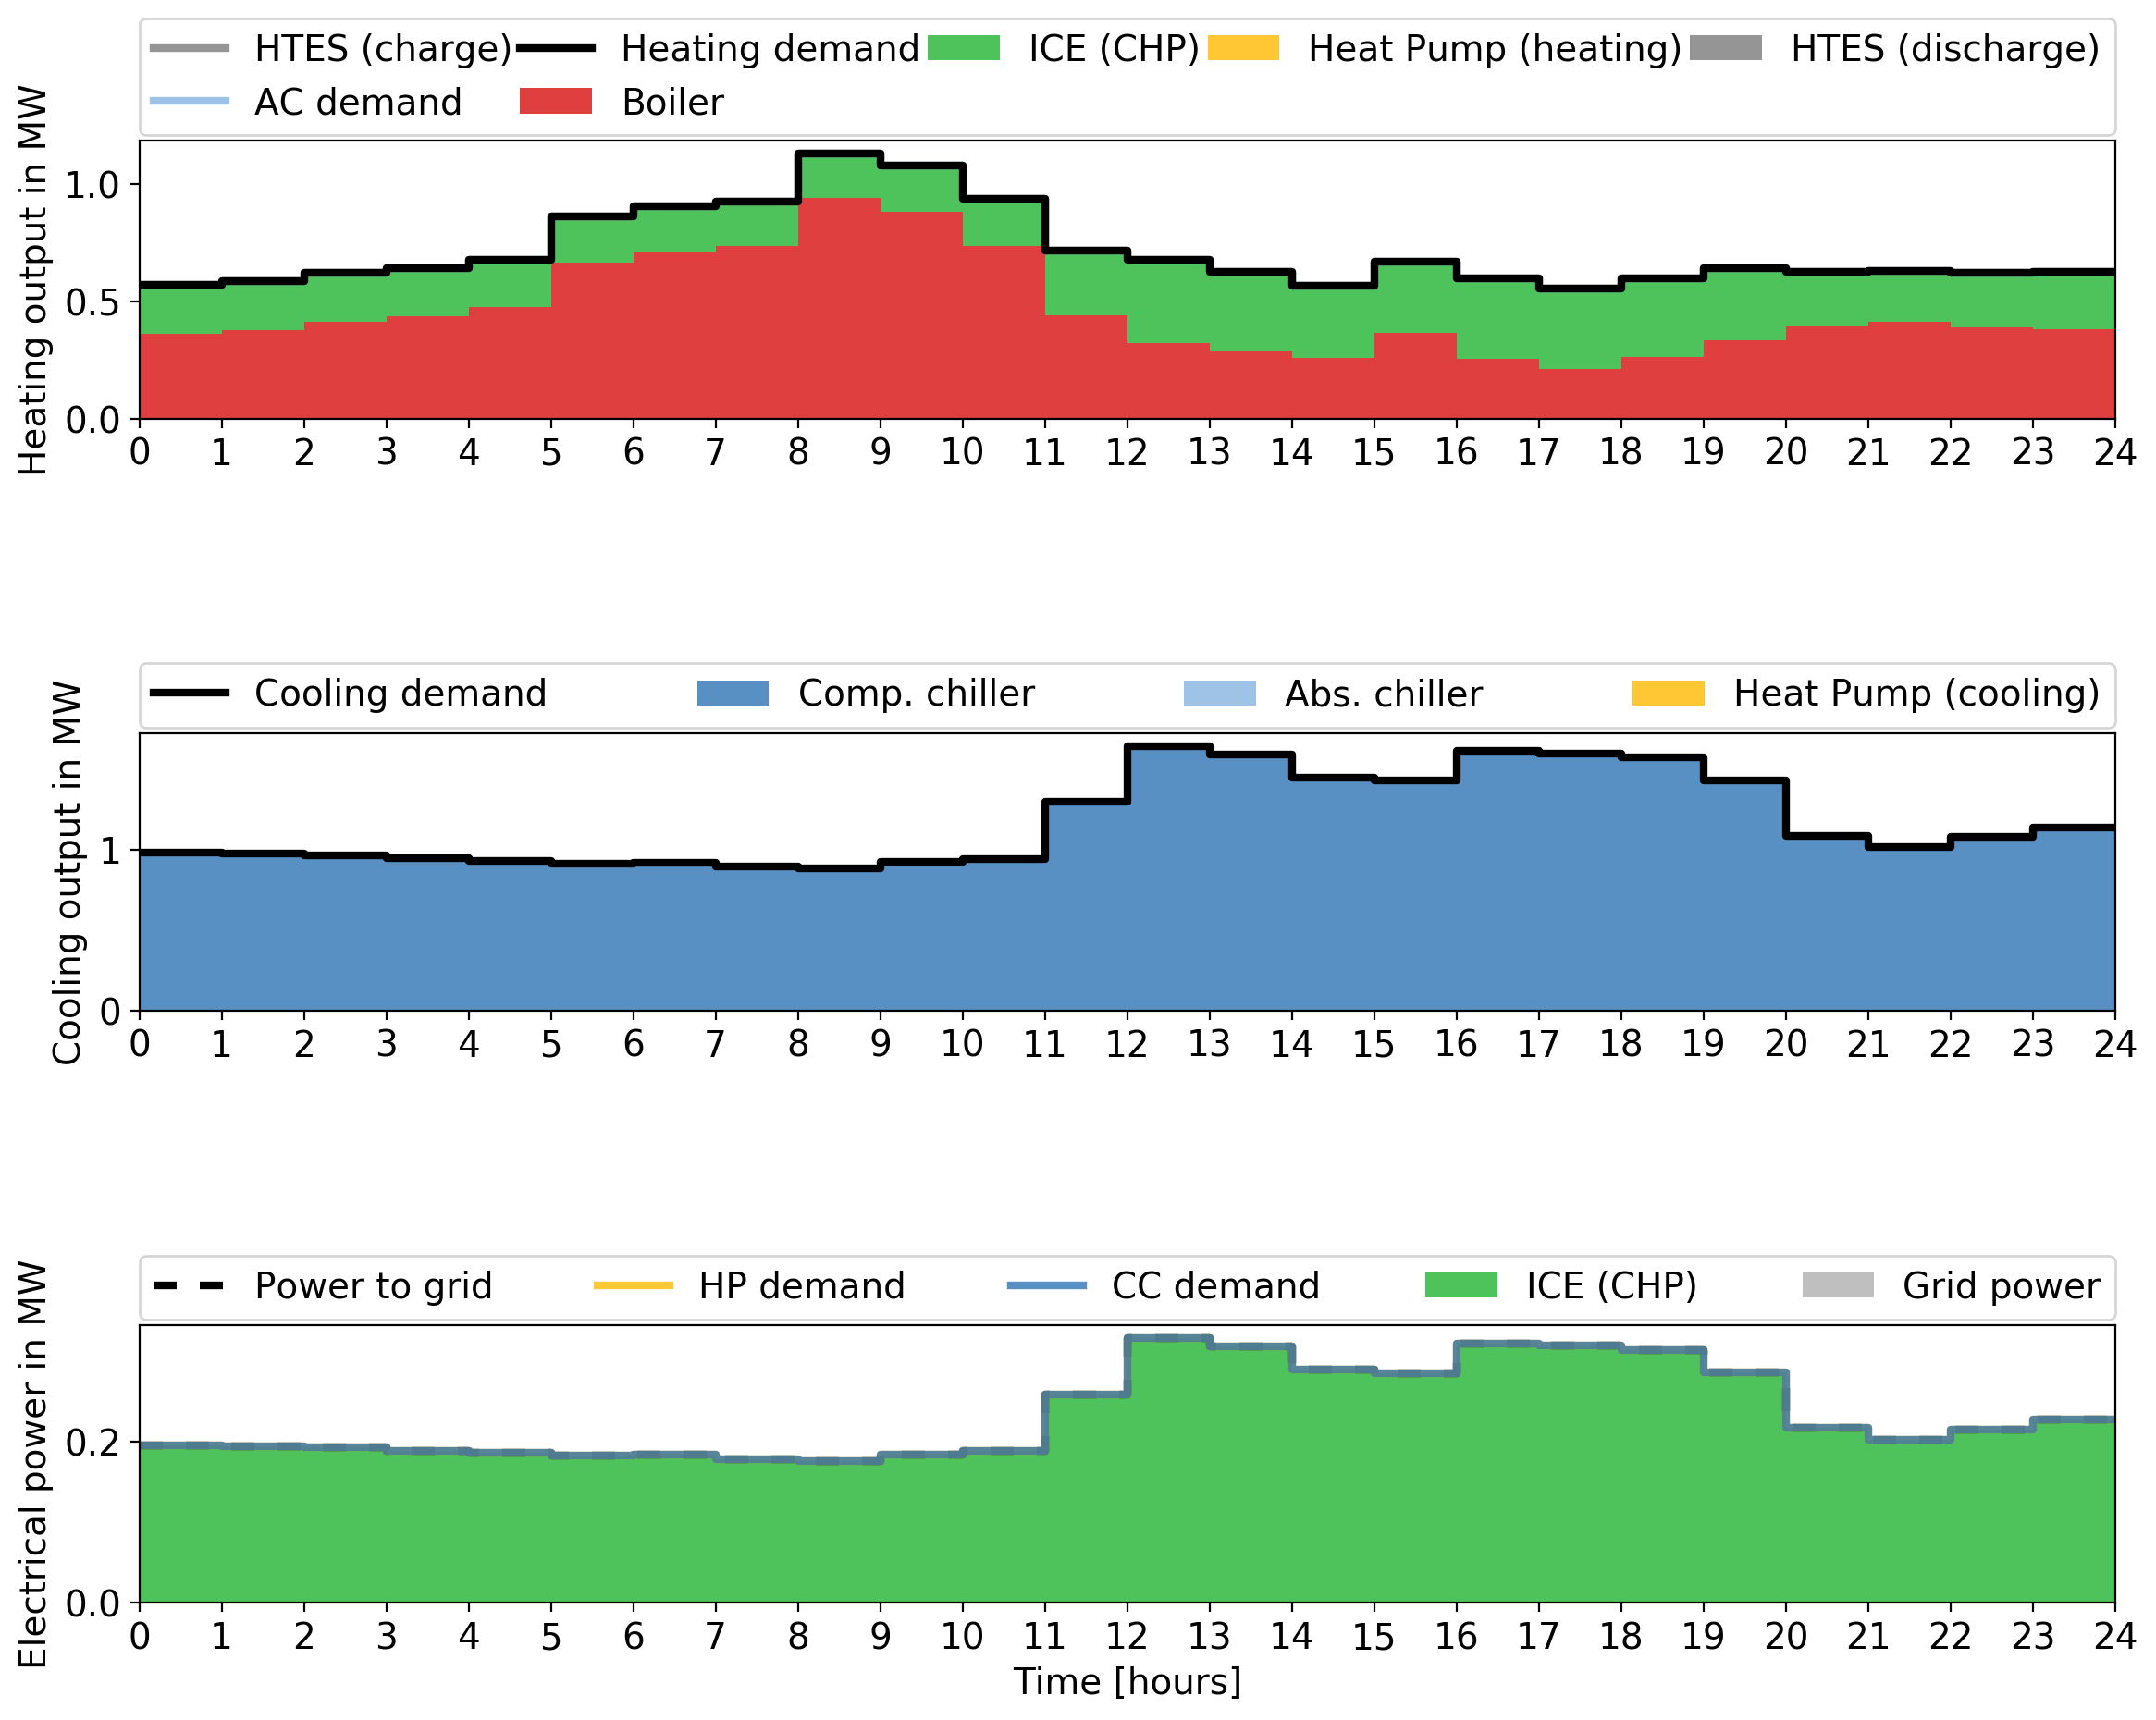 HTES (charge) Heating demand ICE (CHP) Heat Pump (heating) HTES (discharge)
AC demand Boiler
Heating output in MW
1.0
0.5
0.0
0 1 2 3 4 5 6 7 8 9 10 11 12 13 14 15 16 17 18 19 20 21 22 23 24
Cooling demand Comp. chiller Abs. chiller Heat Pump (cooling)
Cooling output in MW
1
0
0 1 2 3 4 5 6 7 8 9 10 11 12 13 14 15 16 17 18 19 20 21 22 23 24
Power to grid HP demand CC demand ICE (CHP) Grid power
Electrical power in MW
0.2
0.0
0 1 2 3 4 5 6 7 8 9 10 11 12 13 14 15 16 17 18 19 20 21 22 23 24
Time [hours]